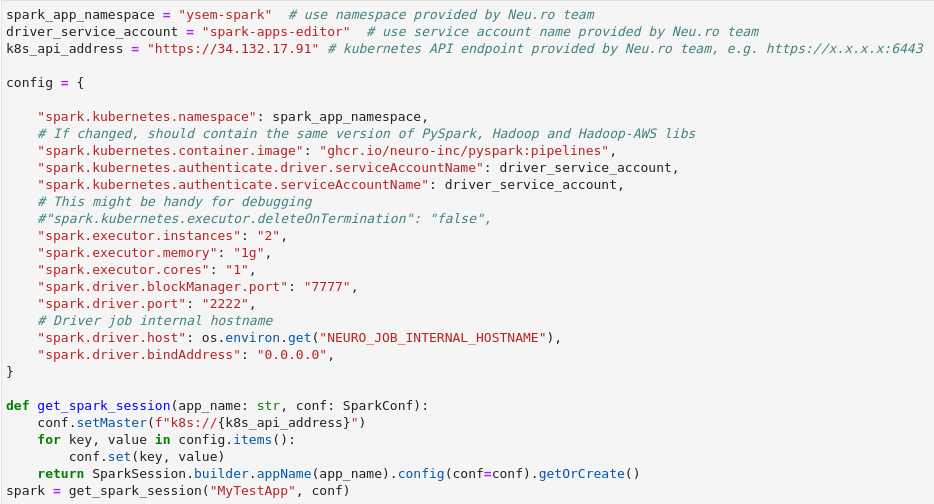 spark_app_namespace = "ysem-spark"  # use namespace provided by Neu.ro team
driver_service_account = "spark-apps-editor"  # use service account name provided by Neu.ro team
k8s_api_address = "https://34.132.17.91" # kubernetes API endpoint provided by Neu.ro team, e.g. https://x.x.x.x:6443

config = {

    "spark.kubernetes.namespace": spark_app_namespace,
    # If changed, should contain the same version of PySpark, Hadoop and Hadoop-AWS libs
    "spark.kubernetes.container.image": "ghcr.io/neuro-inc/pyspark:pipelines",
    "spark.kubernetes.authenticate.driver.serviceAccountName": driver_service_account,
    "spark.kubernetes.authenticate.serviceAccountName": driver_service_account,
    # This might be handy for debugging
    #"spark.kubernetes.executor.deleteOnTermination": "false",
    "spark.executor.instances": "2",
    "spark.executor.memory": "1g",
    "spark.executor.cores": "1",
    "spark.driver.blockManager.port": "7777",
    "spark.driver.port": "2222",
    # Driver job internal hostname
    "spark.driver.host": os.environ.get("NEURO_JOB_INTERNAL_HOSTNAME"),
    "spark.driver.bindAddress": "0.0.0.0",
}

def get_spark_session(app_name: str, conf: SparkConf):
    conf.setMaster(f"k8s://{k8s_api_address}")
    for key, value in config.items():
        conf.set(key, value)
    return SparkSession.builder.appName(app_name).config(conf=conf).getOrCreate()
spark = get_spark_session("MyTestApp", conf)